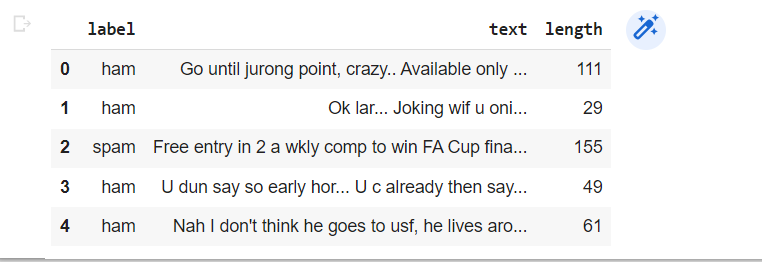 label text length
0 ham Go until jurong point, crazy.. Available only ... 111
1 ham Ok lar... Joking wif u oni... 29
2 spam Free entry in 2 a wkly comp to win FA Cup fina... 155
3 ham U dun say so early hor... U c already then say... 49
4 ham Nah I don't think he goes to usf, he lives aro... 61